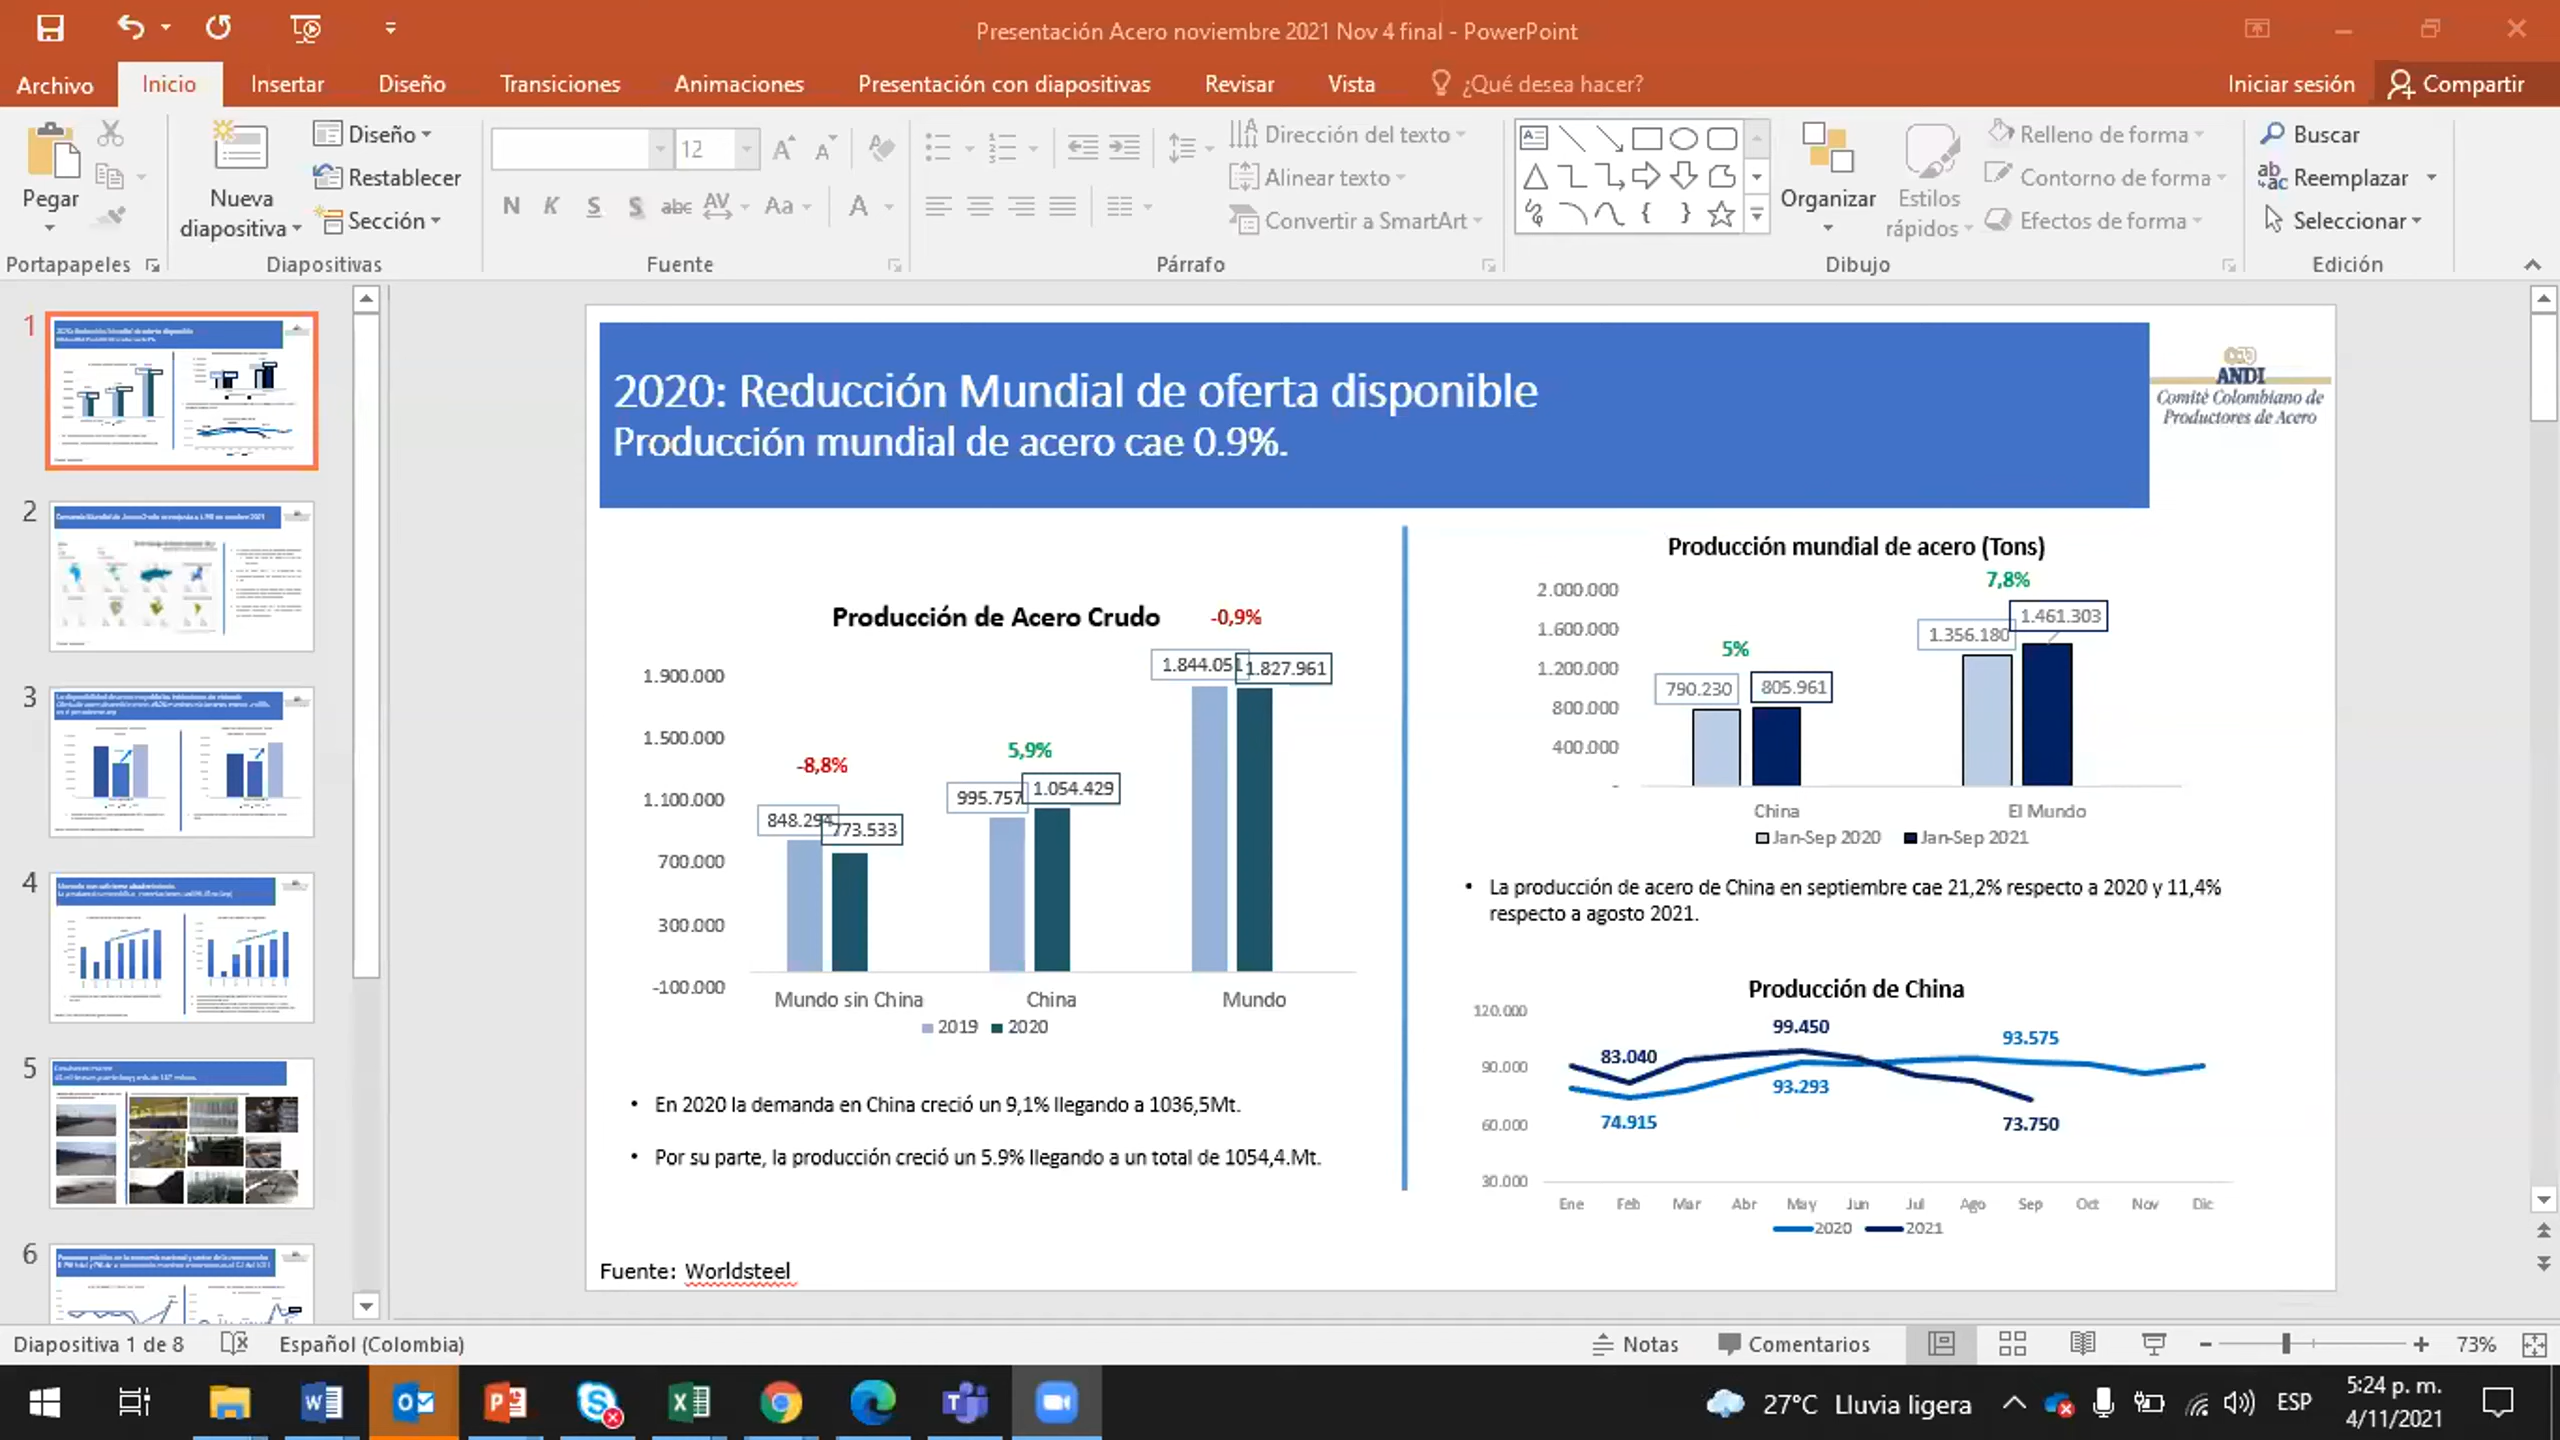 Presentación Acero noviembre 2021 Nov 4 final - PowerPoint
Archivo
Inicio
Insertar
Diseño
Transiciones
Animaciones
Presentación con diapositivas
Revisar
Vista
¿Qué desea hacer?
Iniciar sesión
Compartir
Pegar
Nueva
diapositiva
Diseño
Restablecer
Sección
12
N K S S abc AV Aa A
Dirección del texto
Alinear texto
Convertir a SmartArt
Organizar
Estilos
rápidos
Relleno de forma
Contorno de forma
Efectos de forma
Buscar
Reemplazar
Seleccionar
Portapapeles
Diapositivas
Fuente
Párrafo
Dibujo
Edición
1
2
3
4
5
6
2020: Reducción Mundial de oferta disponible
Producción mundial de acero cae 0.9%.
ANDI
Comité Colombiano de
Productores de Acero
Producción de Acero Crudo
-0,9%
1.900.000
1.500.000
1.100.000
700.000
300.000
-100.000
-8,8%
5,9%
848.294
773.533
995.757
1.054.429
1.844.051
1.827.961
Mundo sin China
China
Mundo
2019
2020
• En 2020 la demanda en China creció un 9,1% llegando a 1036,5Mt.
• Por su parte, la producción creció un 5.9% llegando a un total de 1054,4.Mt.
Fuente: Worldsteel
Producción mundial de acero (Tons)
7,8%
2.000.000
1.600.000
1.200.000
800.000
400.000
-
5%
790.230
805.961
1.356.180
1.461.303
China
El Mundo
Jan-Sep 2020
Jan-Sep 2021
• La producción de acero de China en septiembre cae 21,2% respecto a 2020 y 11,4%
respecto a agosto 2021.
Producción de China
120.000
90.000
60.000
30.000
83.040
99.450
93.575
74.915
93.293
73.750
Ene Feb Mar Abr May Jun Jul Ago Sep Oct Nov Dic
2020
2021
Diapositiva 1 de 8
Español (Colombia)
Notas
Comentarios
73%
27°C Lluvia ligera
ESP
5:24 p. m.
4/11/2021